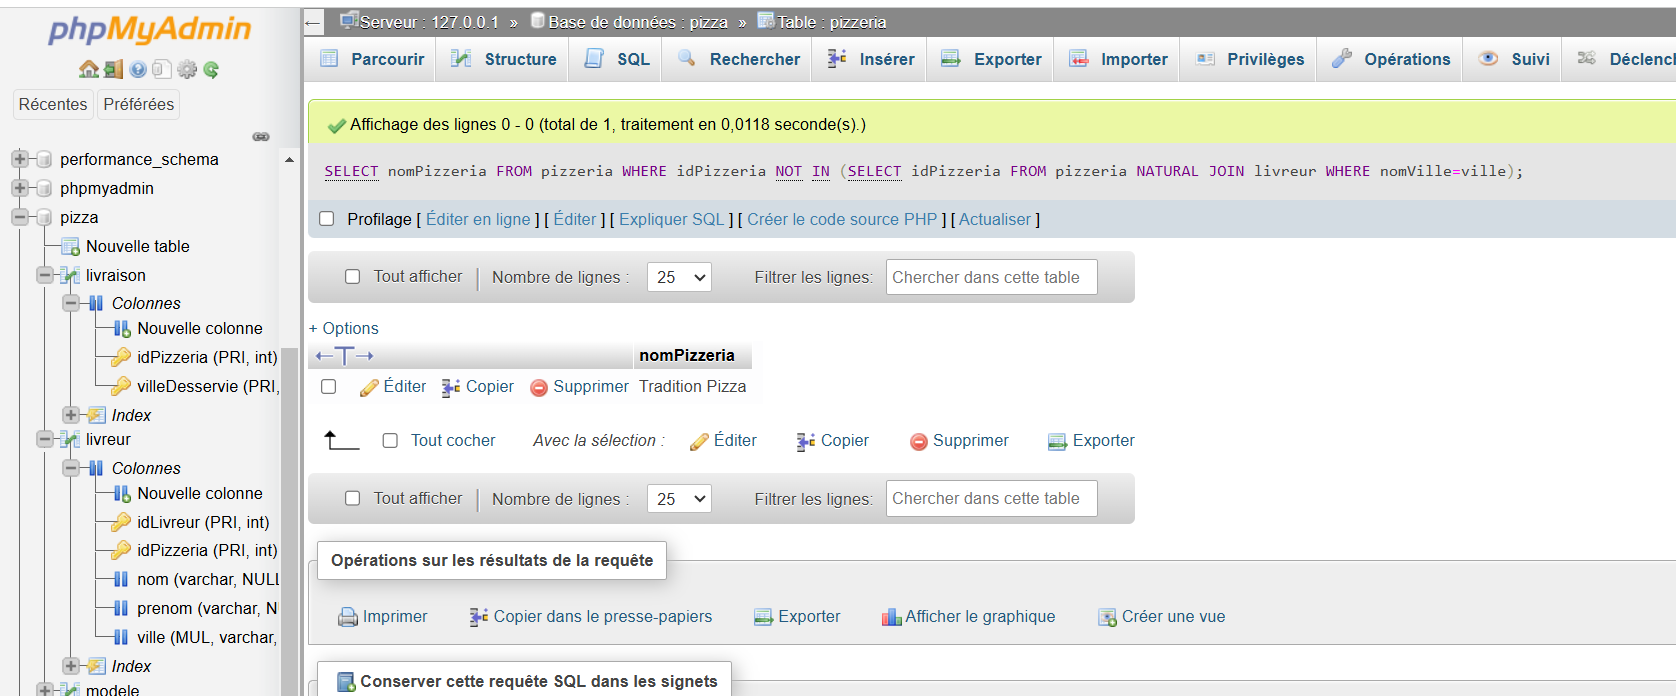 phpMyAdmin
Récentes Préférées
performance_schema
phpmyadmin
pizza
Nouvelle table
livraison
Colonnes
Nouvelle colonne
idPizzeria (PRI, int)
villeDesservie (PRI,
Index
livreur
Colonnes
Nouvelle colonne
idLivreur (PRI, int)
idPizzeria (PRI, int)
nom (varchar, NULL
prenom (varchar, N
ville (MUL, varchar,
Index
modele
Serveur : 127.0.0.1 » Base de données : pizza » Table : pizzeria
Parcourir Structure SQL Rechercher Insérer Exporter Importer Privilèges Opérations Suivi Déclencl
Affichage des lignes 0 - 0 (total de 1, traitement en 0,0118 seconde(s).)
SELECT nomPizzeria FROM pizzeria WHERE idPizzeria NOT IN (SELECT idPizzeria FROM pizzeria NATURAL JOIN livreur WHERE nomVille=ville);
Profilage [ Éditer en ligne ] [ Éditer ] [ Expliquer SQL ] [ Créer le code source PHP ] [ Actualiser ]
Tout afficher | Nombre de lignes : 25 Filtrer les lignes: Chercher dans cette table
+ Options
←T→ nomPizzeria
Éditer Copier Supprimer Tradition Pizza
Tout cocher Avec la sélection : Éditer Copier Supprimer Exporter
Tout afficher | Nombre de lignes : 25 Filtrer les lignes: Chercher dans cette table
Opérations sur les résultats de la requête
Imprimer Copier dans le presse-papiers Exporter Afficher le graphique Créer une vue
Conserver cette requête SQL dans les signets